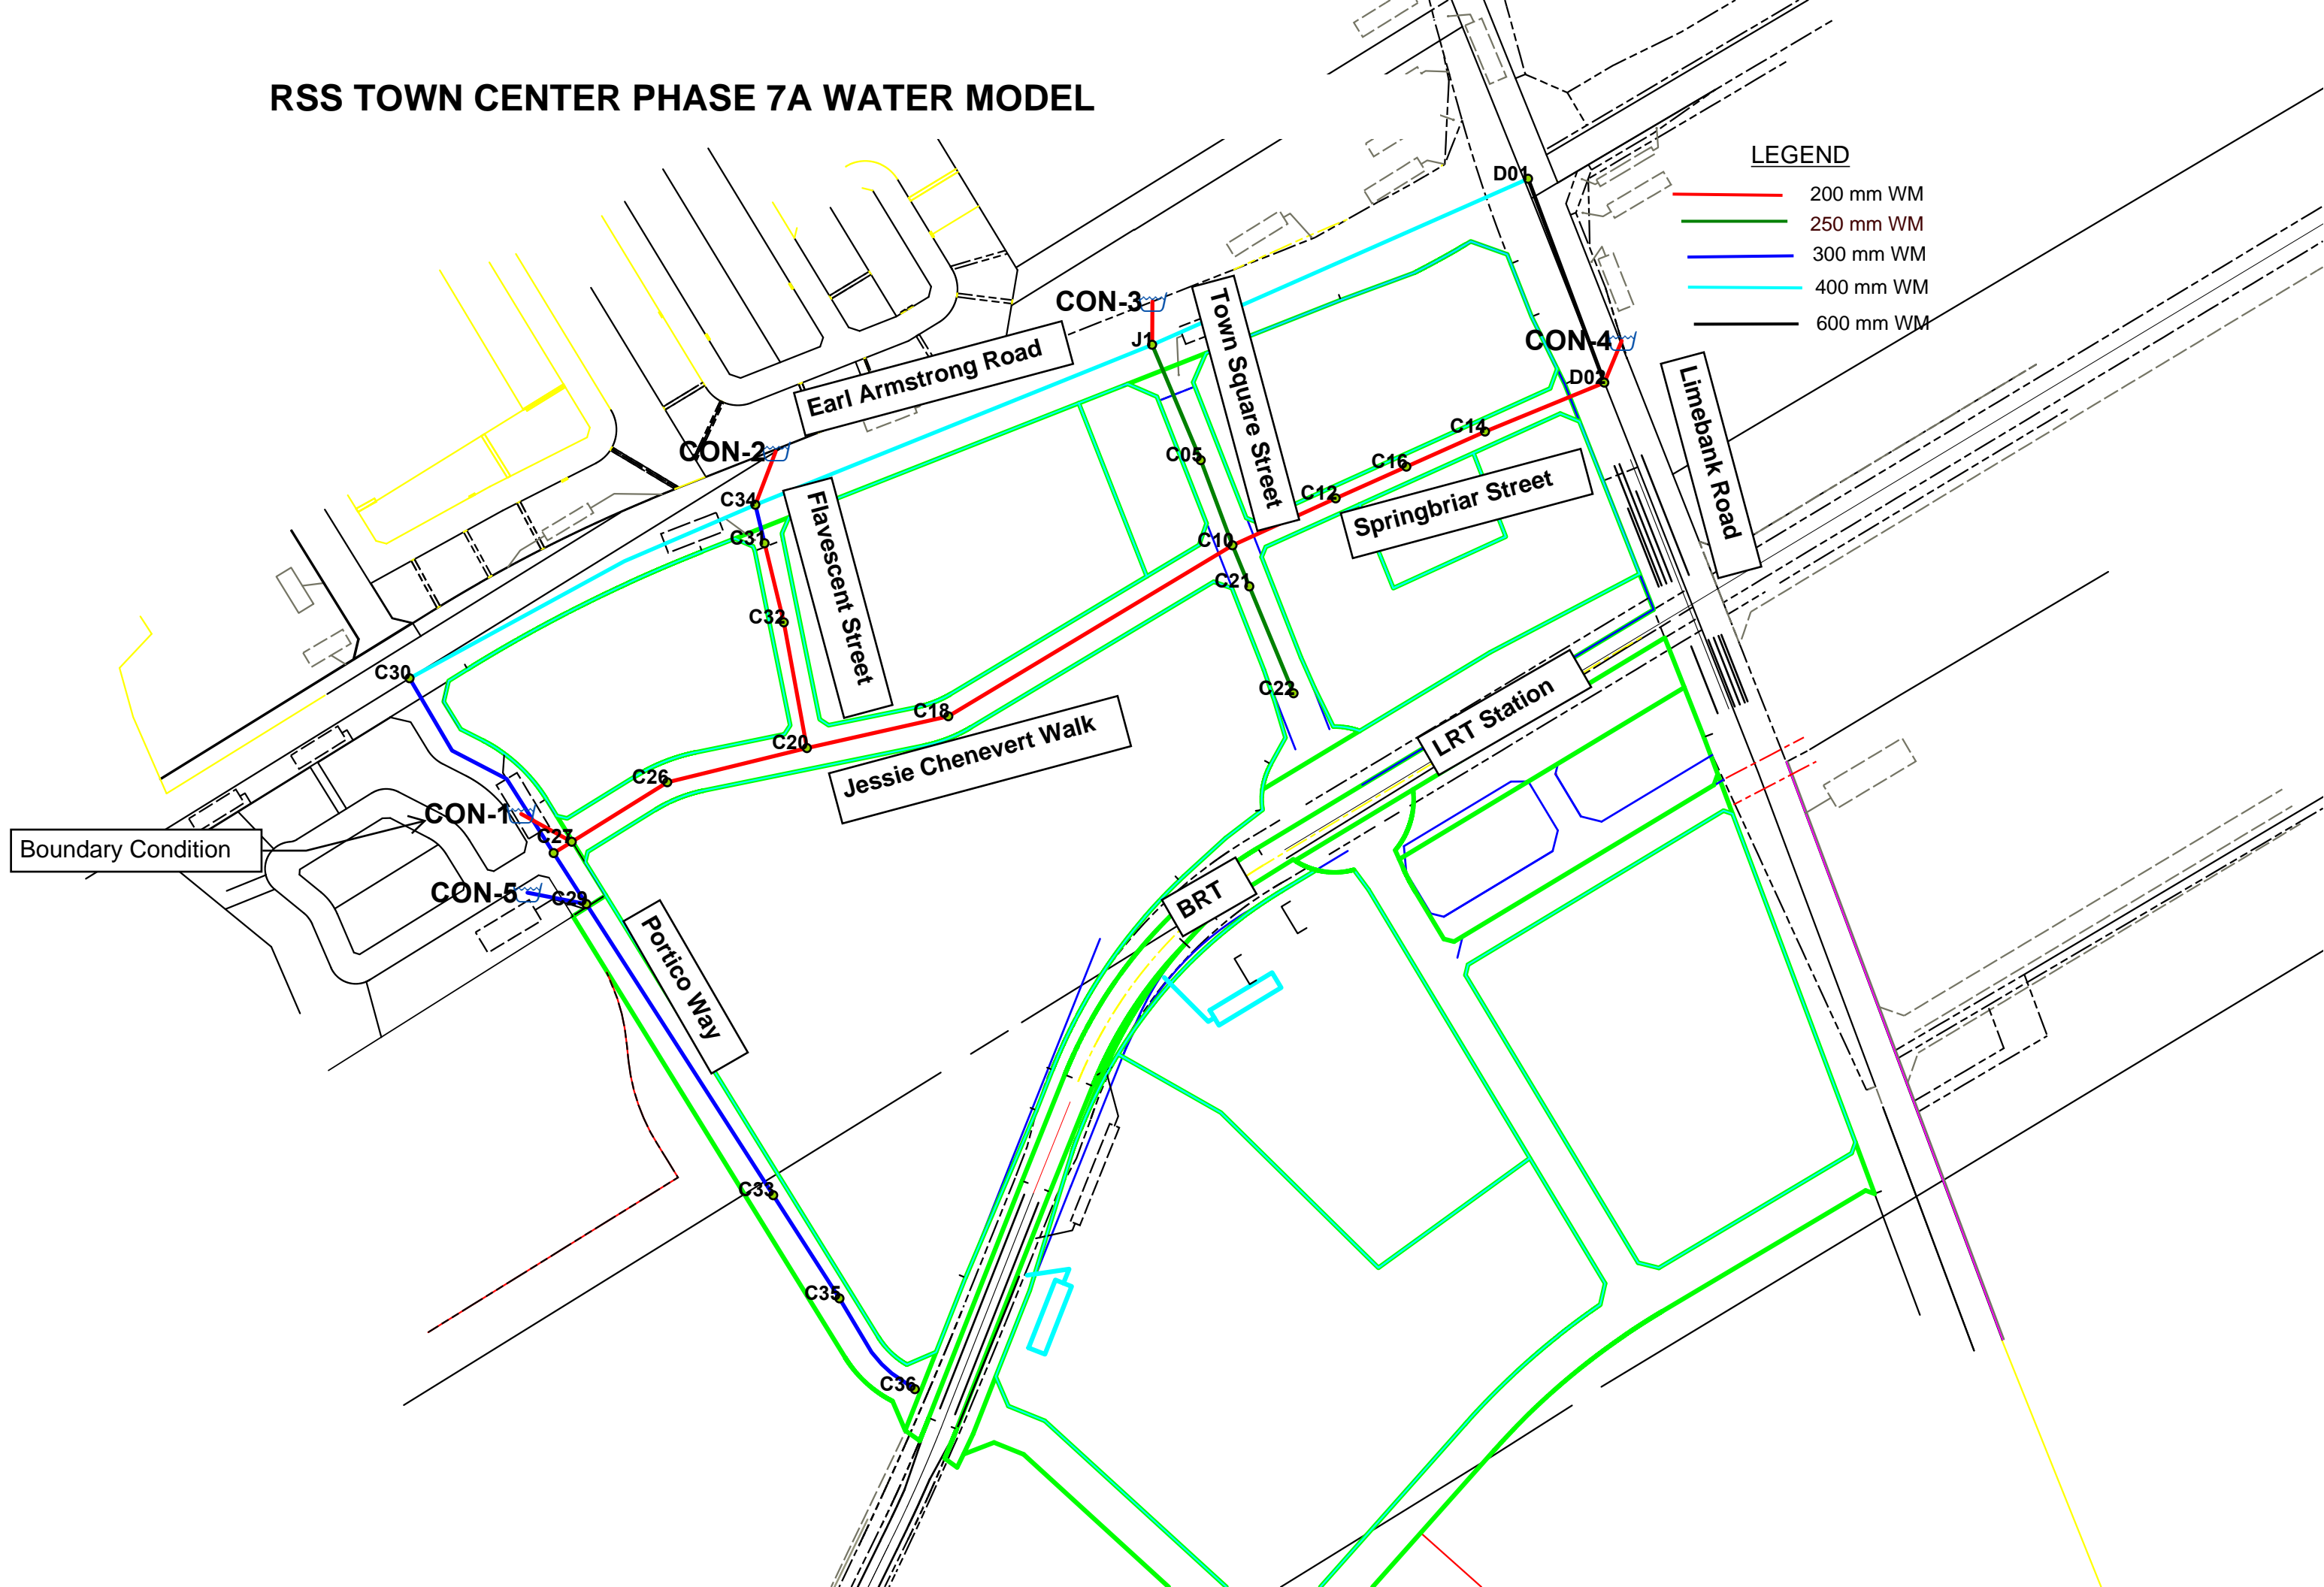 RSS TOWN CENTER PHASE 7A WATER MODEL
LEGEND
200 mm WM
250 mm WM
300 mm WM
400 mm WM
600 mm WM
D01
CON-3
J1
Town Square Street
CON-4
D02
Limebank Road
Earl Armstrong Road
CON-2
C34
C31
Flavescent Street
C32
C05
C14
C16
C12
Springbriar Street
C10
C21
C22
C30
C18
C20
C26
Jessie Chenevert Walk
LRT Station
CON-1
C27
Boundary Condition
CON-5
C29
BRT
Portico Way
C33
C35
C36